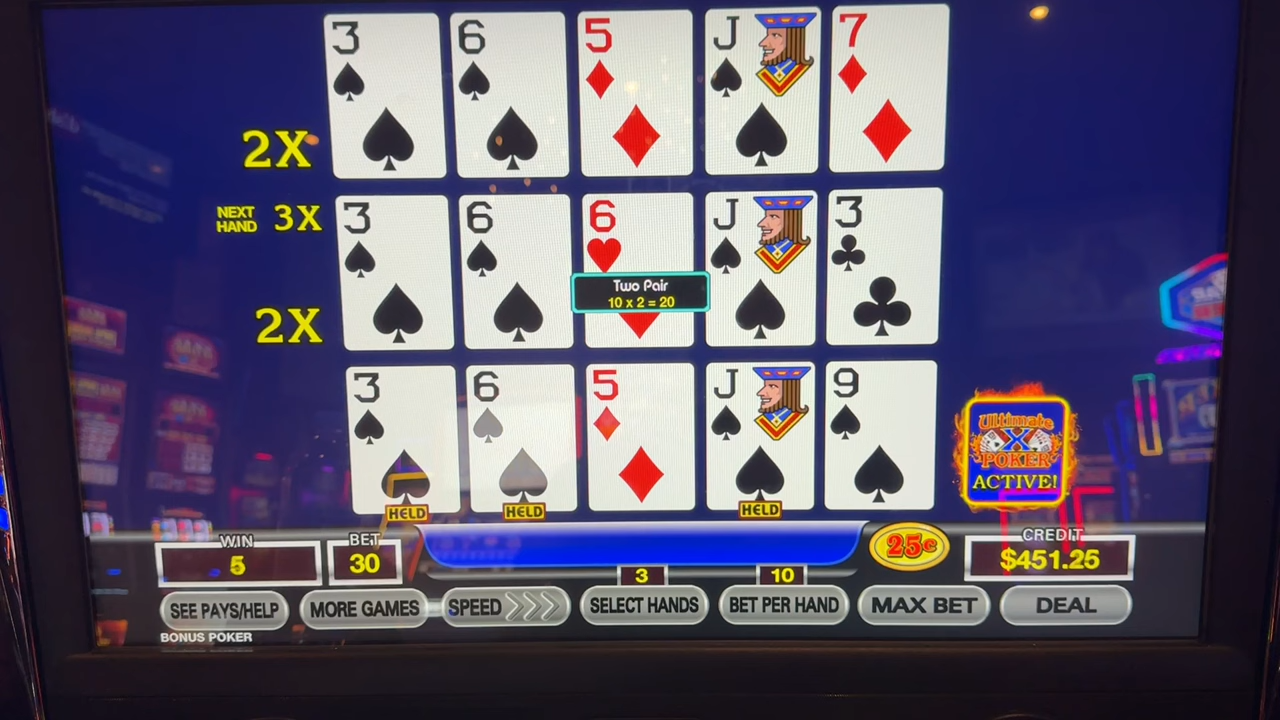 3 6 5 J 7
2X
NEXT HAND 3X
3 6 6 J 3
Two Pair
10 x 2 = 20
2X
3 6 5 J 9
Ultimate
X
POKER
ACTIVE!
HELD HELD HELD
WIN BET 25¢ CREDIT
5 30 3 10 $451.25
SEE PAYS/HELP MORE GAMES SPEED SELECT HANDS BET PER HAND MAX BET DEAL
BONUS POKER